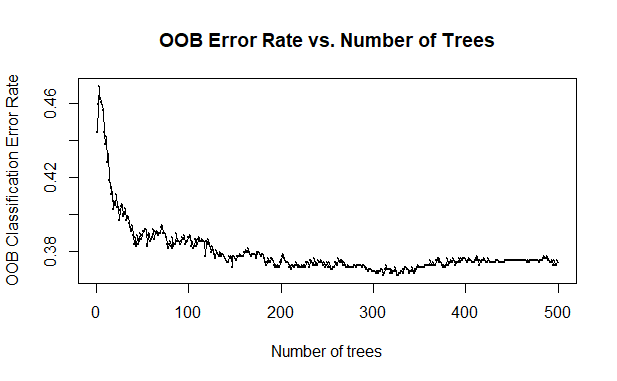 OOB Error Rate vs. Number of Trees
OOB Classification Error Rate
0.46
0.42
0.38
0 100 200 300 400 500
Number of trees